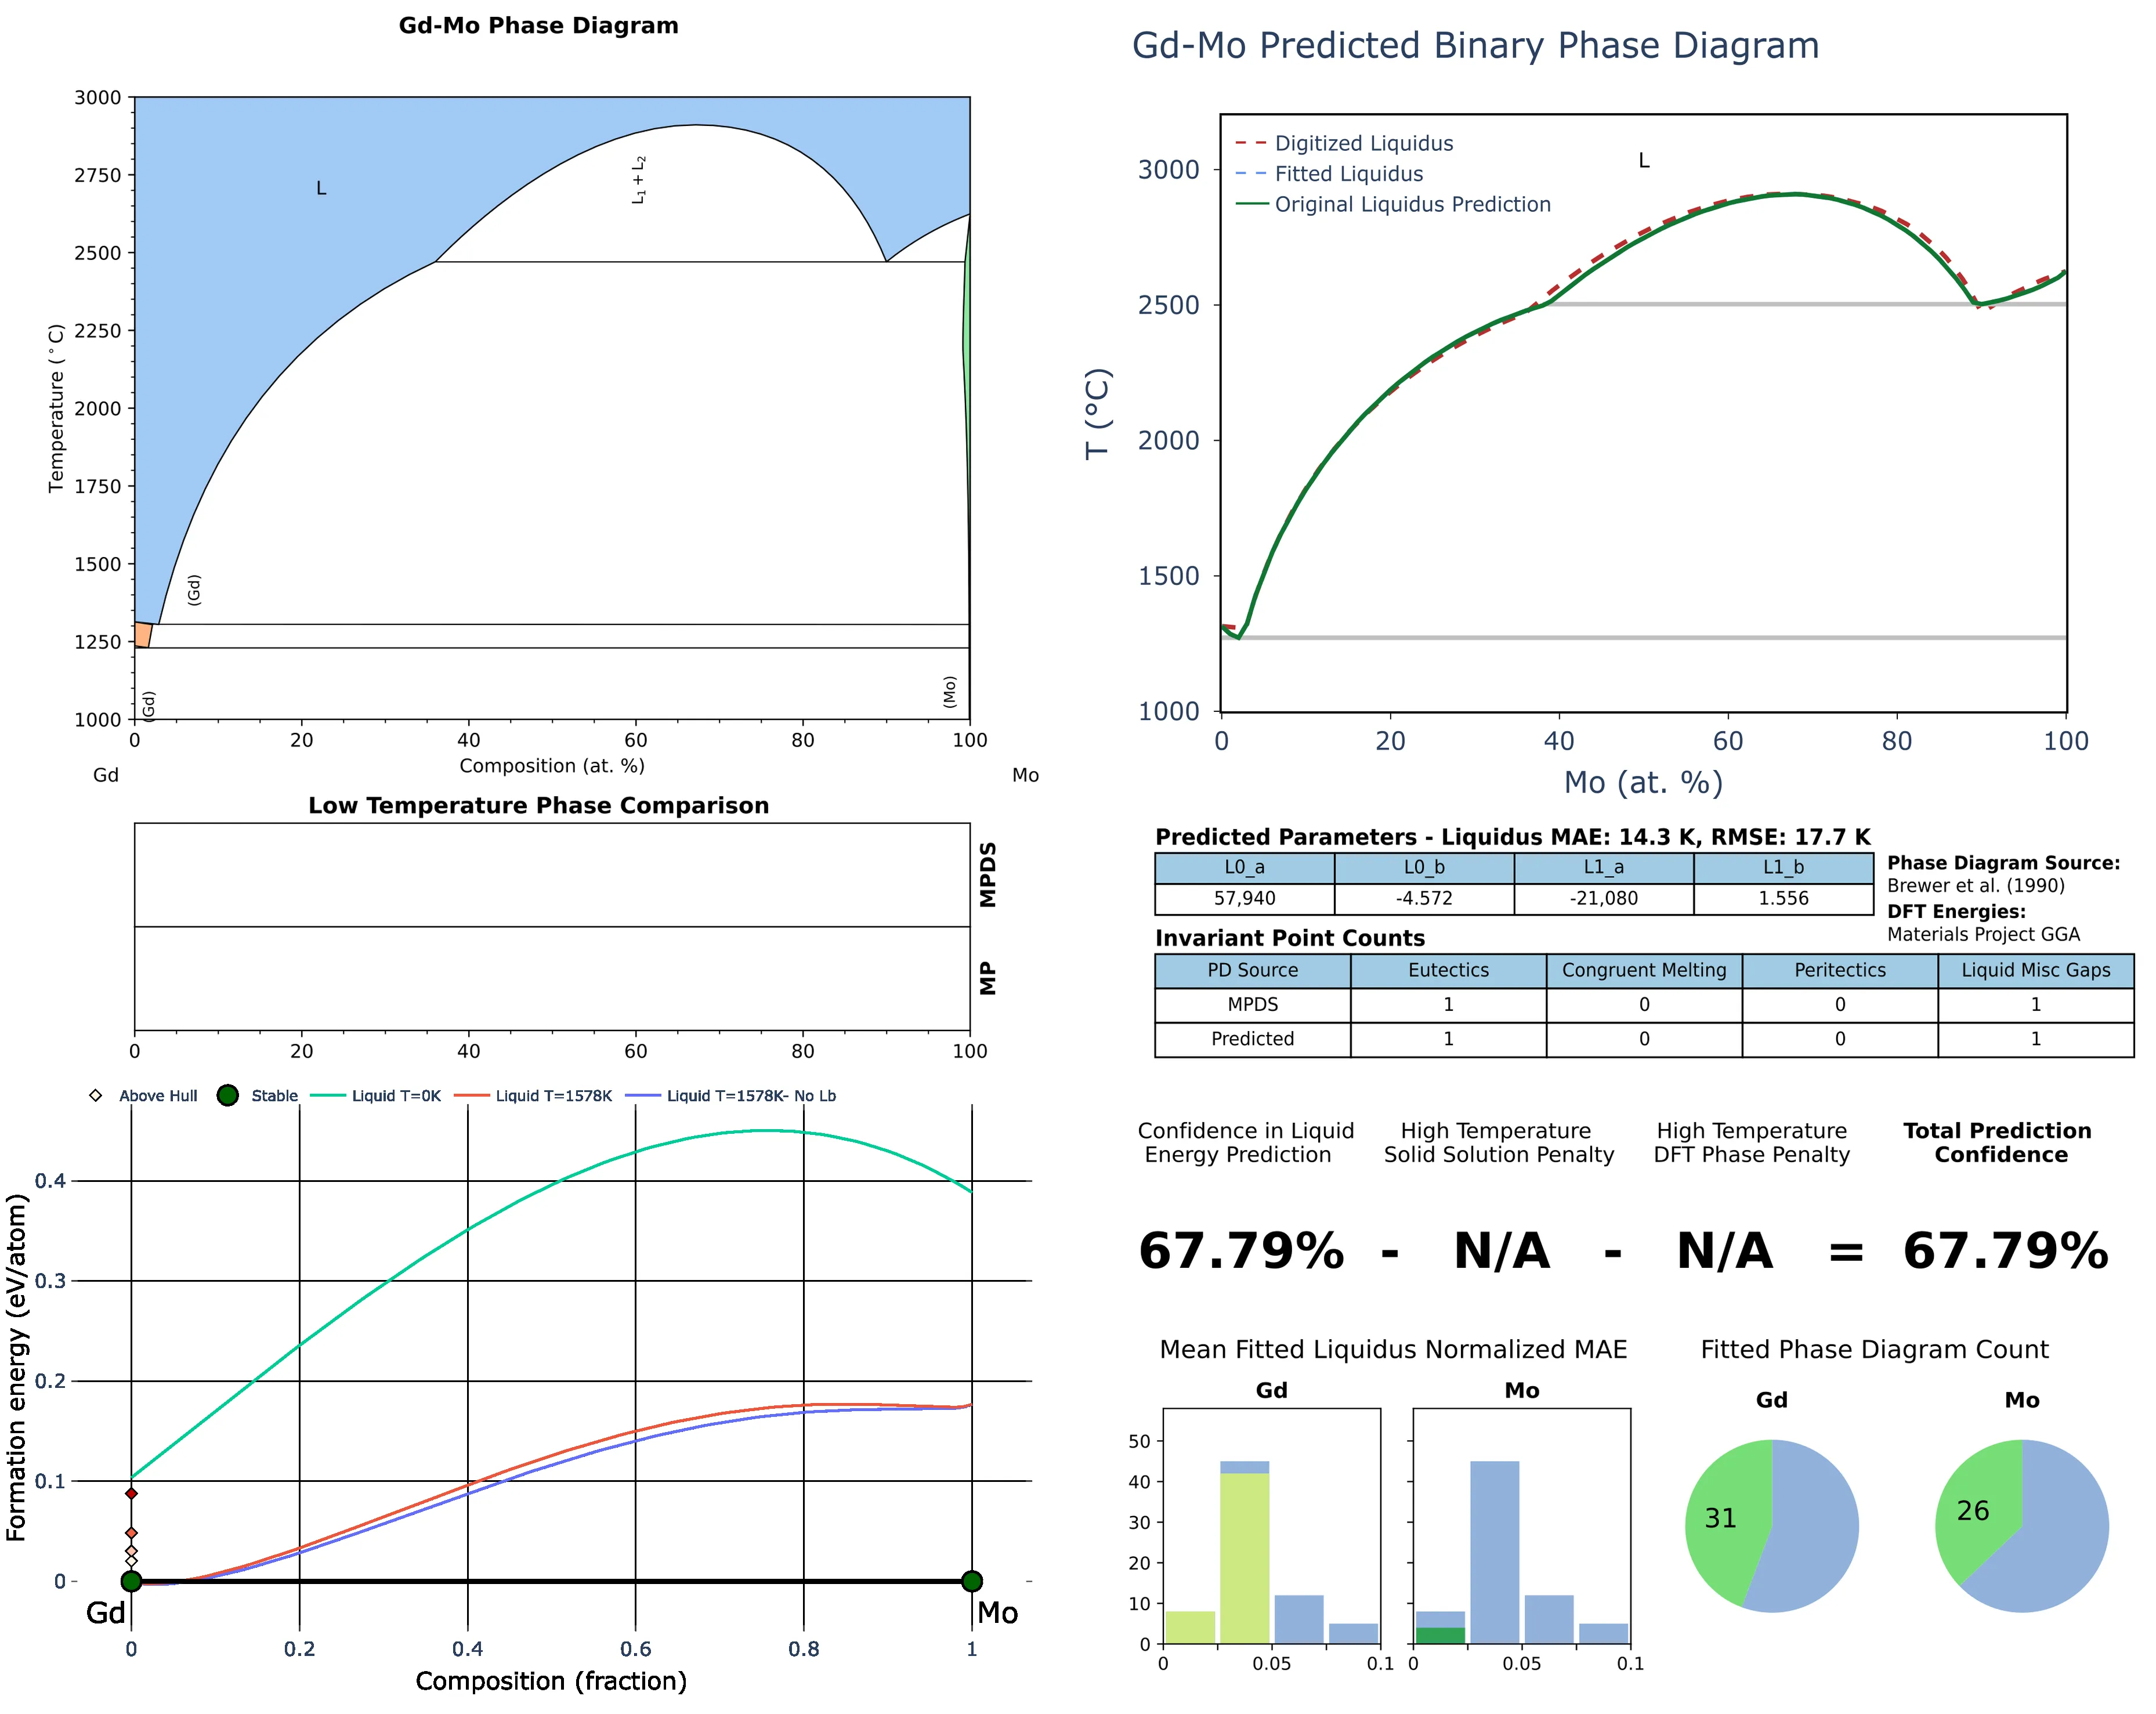 Gd-Mo Phase Diagram
3000
2750
2500
2250
2000
1750
1500
1250
1000
Temperature (°C)
L
L1 + L2
(Gd)
(Gd)
(Mo)
0 20 40 60 80 100
Composition (at. %)
Gd Mo
Low Temperature Phase Comparison
MPDS
MP
0 20 40 60 80 100
Above Hull Stable Liquid T=0K Liquid T=1578K Liquid T=1578K- No Lb
0.4
0.3
0.2
0.1
0
Formation energy (eV/atom)
Gd Mo
0 0.2 0.4 0.6 0.8 1
Composition (fraction)
Gd-Mo Predicted Binary Phase Diagram
Digitized Liquidus
Fitted Liquidus
Original Liquidus Prediction
L
3000
2500
2000
1500
1000
T (°C)
0 20 40 60 80 100
Mo (at. %)
Predicted Parameters - Liquidus MAE: 14.3 K, RMSE: 17.7 K
L0_a L0_b L1_a L1_b
57,940 -4.572 -21,080 1.556
Phase Diagram Source:
Brewer et al. (1990)
DFT Energies:
Materials Project GGA
Invariant Point Counts
PD Source Eutectics Congruent Melting Peritectics Liquid Misc Gaps
MPDS 1 0 0 1
Predicted 1 0 0 1
Confidence in Liquid
Energy Prediction
High Temperature
Solid Solution Penalty
High Temperature
DFT Phase Penalty
Total Prediction
Confidence
67.79% - N/A - N/A = 67.79%
Mean Fitted Liquidus Normalized MAE
Gd Mo
50
40
30
20
10
0
0 0.05 0.1 0 0.05 0.1
Fitted Phase Diagram Count
Gd Mo
31 26